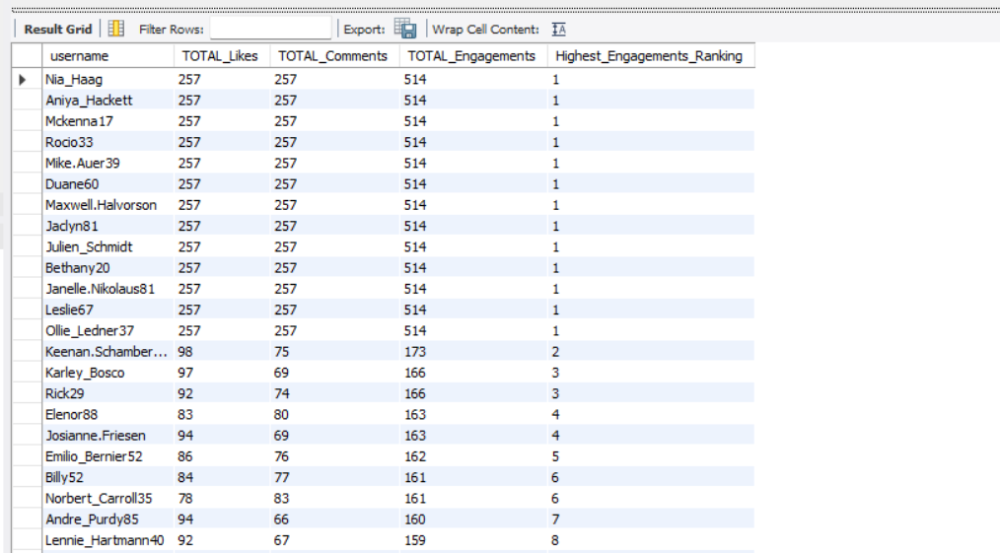 Result Grid Filter Rows: Export: Wrap Cell Content:
username TOTAL_Likes TOTAL_Comments TOTAL_Engagements Highest_Engagements_Ranking
Nia_Haag 257 257 514 1
Aniya_Hackett 257 257 514 1
Mckenna17 257 257 514 1
Rocio33 257 257 514 1
Mike.Auer39 257 257 514 1
Duane60 257 257 514 1
Maxwell.Halvorson 257 257 514 1
Jaclyn81 257 257 514 1
Julien_Schmidt 257 257 514 1
Bethany20 257 257 514 1
Janelle.Nikolaus81 257 257 514 1
Leslie67 257 257 514 1
Ollie_Ledner37 257 257 514 1
Keenan.Schamber... 98 75 173 2
Karley_Bosco 97 69 166 3
Rick29 92 74 166 3
Elenor88 83 80 163 4
Josianne.Friesen 94 69 163 4
Emilio_Bernier52 86 76 162 5
Billy52 84 77 161 6
Norbert_Carroll35 78 83 161 6
Andre_Purdy85 94 66 160 7
Lennie_Hartmann40 92 67 159 8